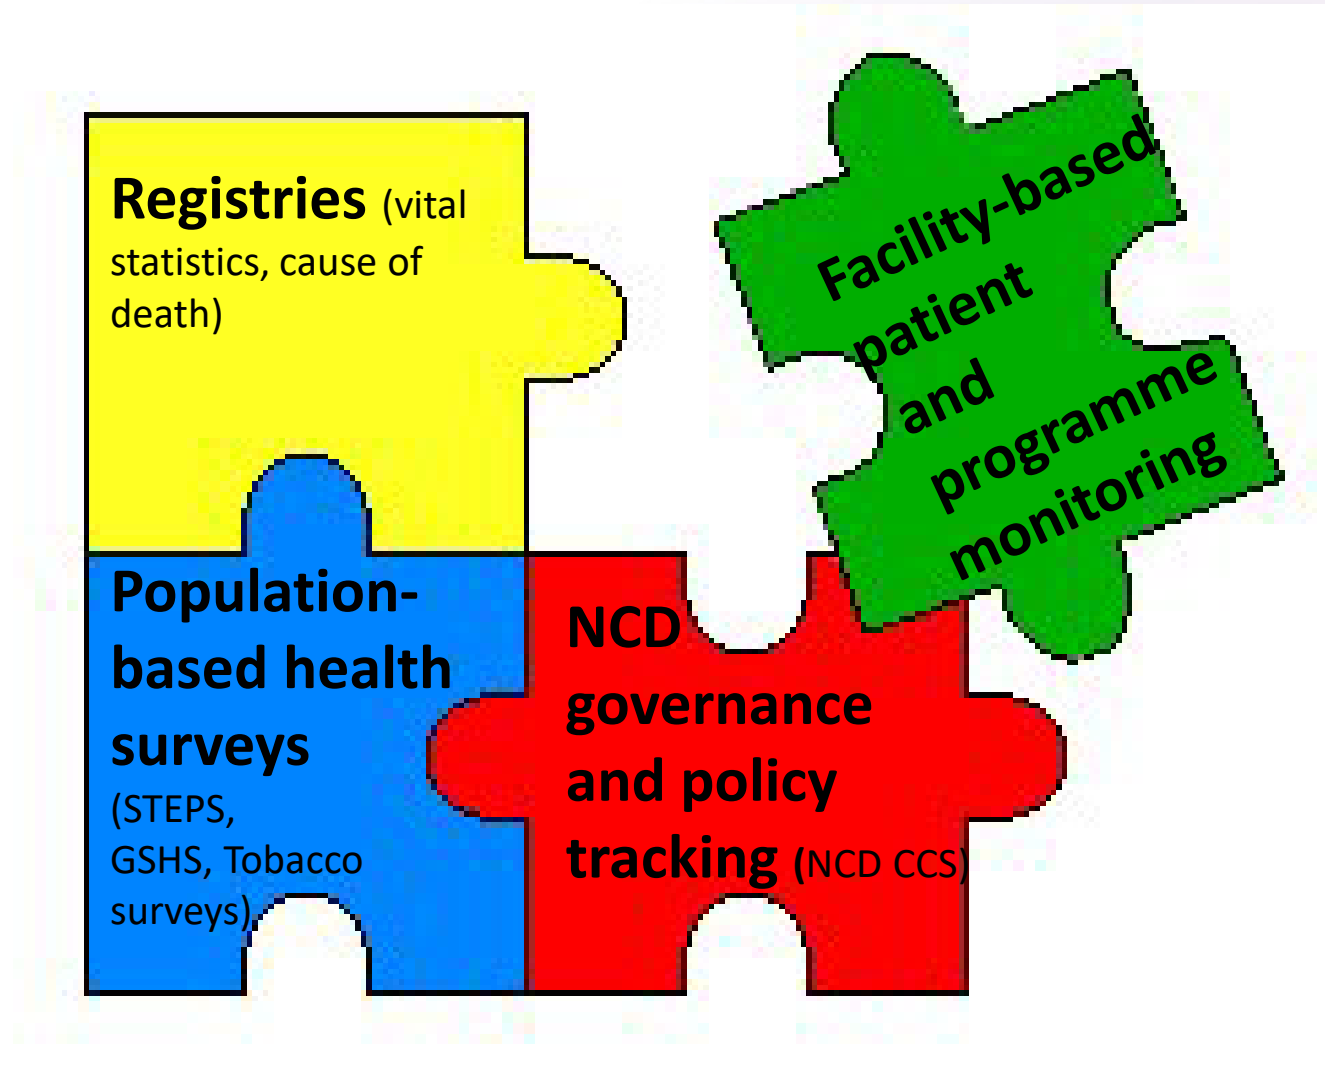 Registries (vital
statistics, cause of
death)
Facility-based
patient
and
programme
monitoring
Population-
based health
surveys
(STEPS,
GSHS, Tobacco
surveys)
NCD
governance
and policy
tracking (NCD CCS)